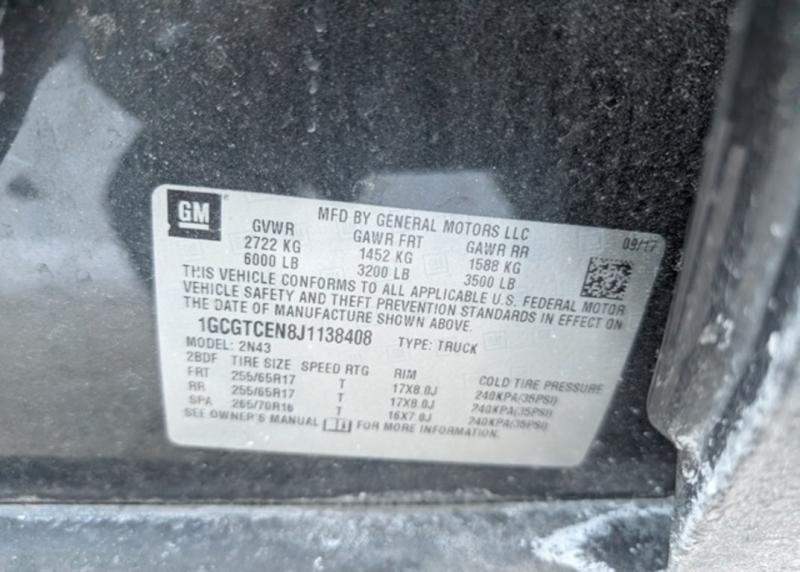 GM
MFD BY GENERAL MOTORS LLC 09/17
GVWR GAWR FRT GAWR RR
2722 KG 1452 KG 1588 KG
6000 LB 3200 LB 3500 LB
THIS VEHICLE CONFORMS TO ALL APPLICABLE U.S. FEDERAL MOTOR
VEHICLE SAFETY AND THEFT PREVENTION STANDARDS IN EFFECT ON
THE DATE OF MANUFACTURE SHOWN ABOVE.
1GCGTCEN8J1138408 TYPE: TRUCK
MODEL: 2N43
2BDF TIRE SIZE SPEED RTG RIM COLD TIRE PRESSURE
FRT 255/65R17 T 17X8.0J 240KPA(35PSI)
RR 255/65R17 T 17X8.0J 240KPA(35PSI)
SPA 265/70R16 T 16X7.0J 240KPA(35PSI)
SEE OWNER'S MANUAL FOR MORE INFORMATION.